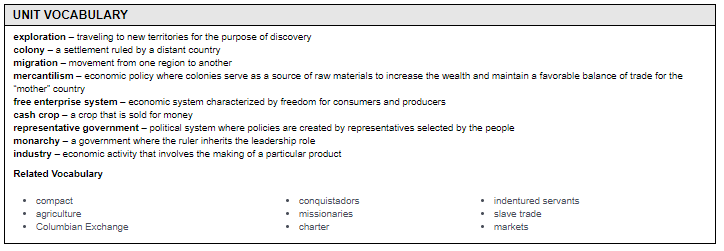 UNIT VOCABULARY
exploration – traveling to new territories for the purpose of discovery
colony – a settlement ruled by a distant country
migration – movement from one region to another
mercantilism – economic policy where colonies serve as a source of raw materials to increase the wealth and maintain a favorable balance of trade for the
"mother" country
free enterprise system – economic system characterized by freedom for consumers and producers
cash crop – a crop that is sold for money
representative government – political system where policies are created by representatives selected by the people
monarchy – a government where the ruler inherits the leadership role
industry – economic activity that involves the making of a particular product
Related Vocabulary
• compact
• agriculture
• Columbian Exchange
• conquistadors
• missionaries
• charter
• indentured servants
• slave trade
• markets